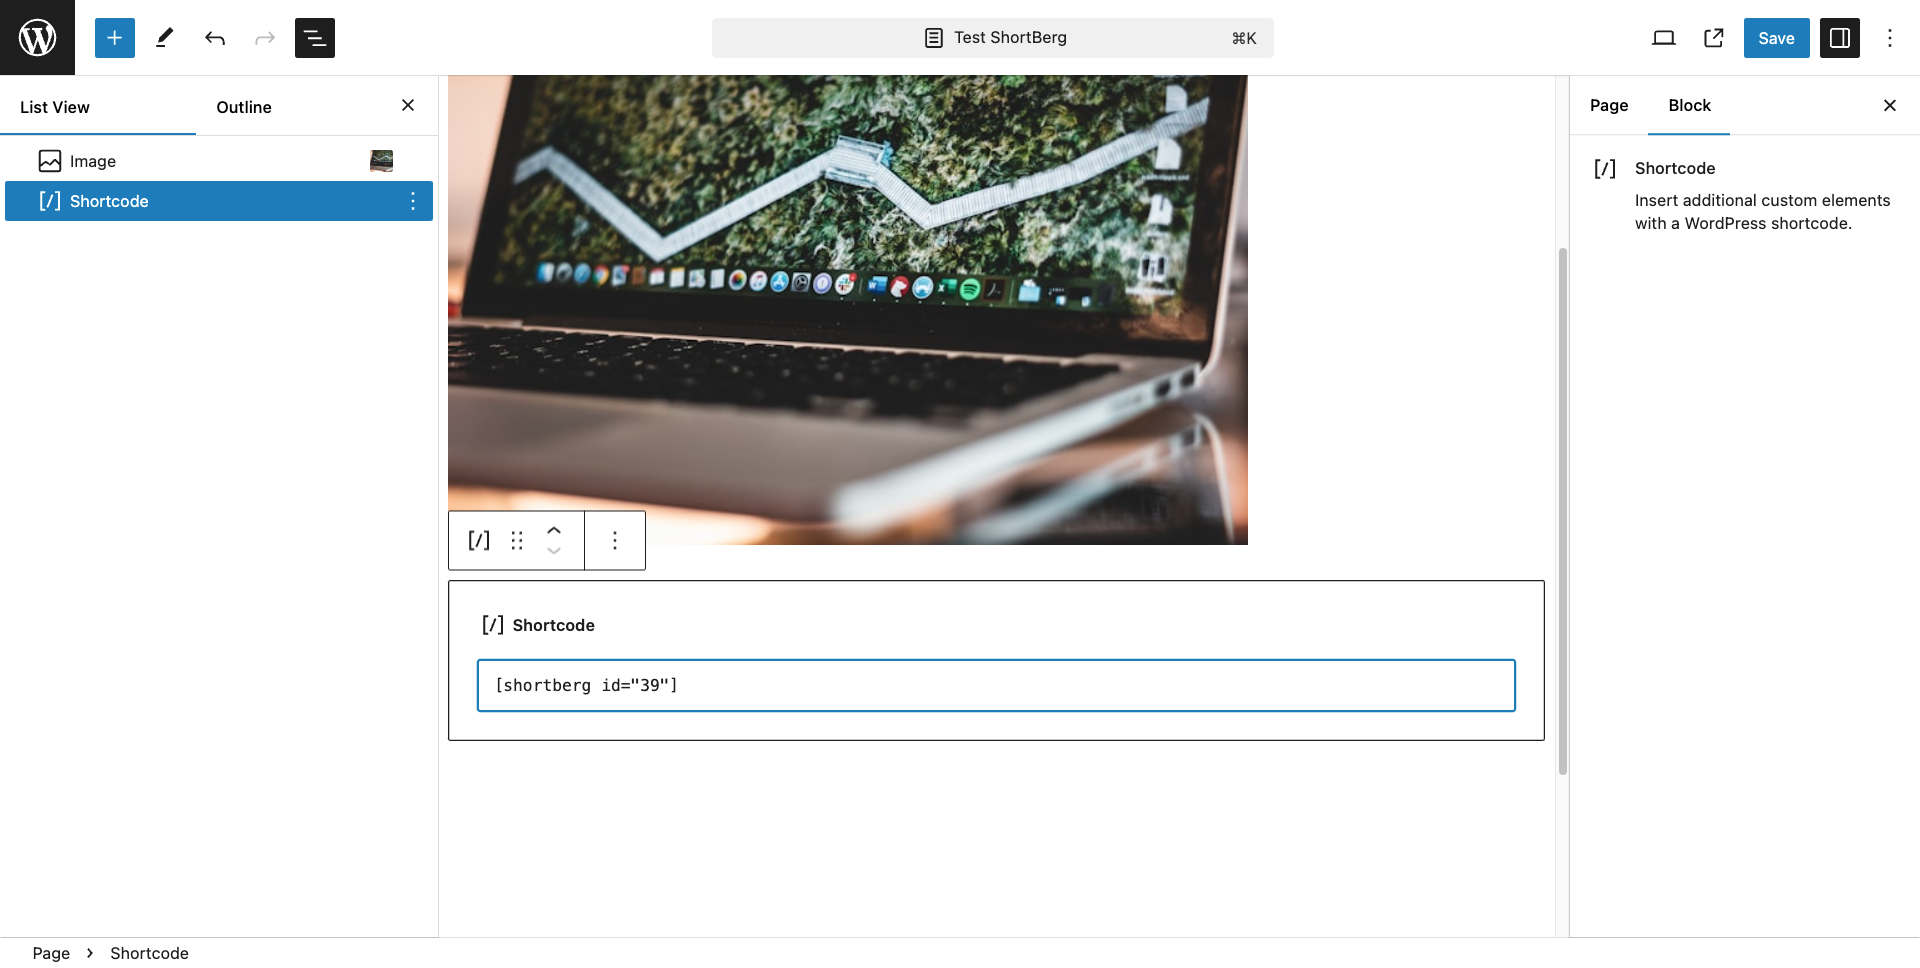 Test ShortBerg
⌘K
Save
List View
Outline
Image
[/] Shortcode
Page
Block
[/] Shortcode
Insert additional custom elements
with a WordPress shortcode.
[/]
[/] Shortcode
[shortberg id="39"]
Page > Shortcode